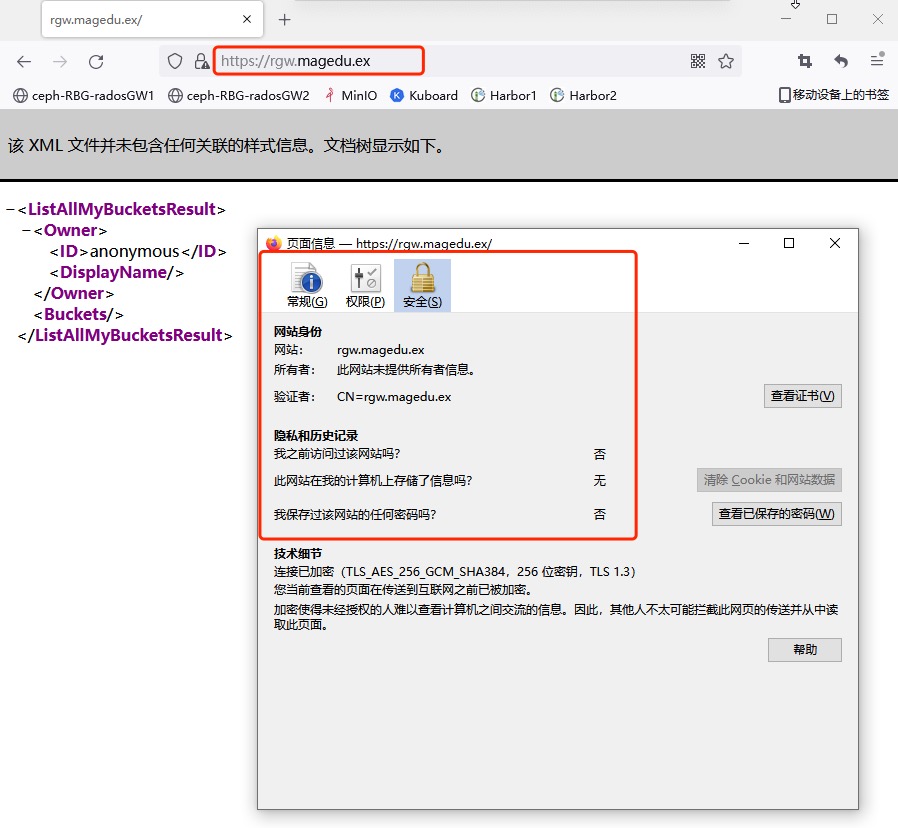 rgw.magedu.ex/
https://rgw.magedu.ex
ceph-RBG-radosGW1 ceph-RBG-radosGW2 MinIO Kuboard Harbor1 Harbor2 移动设备上的书签
该 XML 文件并未包含任何关联的样式信息。文档树显示如下。
−<ListAllMyBucketsResult>
−<Owner>
<ID>anonymous</ID>
<DisplayName/>
</Owner>
<Buckets/>
</ListAllMyBucketsResult>
页面信息 — https://rgw.magedu.ex/
常规(G) 权限(P) 安全(S)
网站身份
网站： rgw.magedu.ex
所有者： 此网站未提供所有者信息。
验证者： CN=rgw.magedu.ex 查看证书(V)
隐私和历史记录
我之前访问过该网站吗? 否
此网站在我的计算机上存储了信息吗? 无 清除 Cookie 和网站数据
我保存过该网站的任何密码吗? 否 查看已保存的密码(W)
技术细节
连接已加密（TLS_AES_256_GCM_SHA384，256 位密钥，TLS 1.3）
您当前查看的页面在传送到互联网之前已被加密。
加密使得未经授权的人难以查看计算机之间交流的信息。因此，其他人不太可能拦截此网页的传送并从中读
取此页面。
帮助